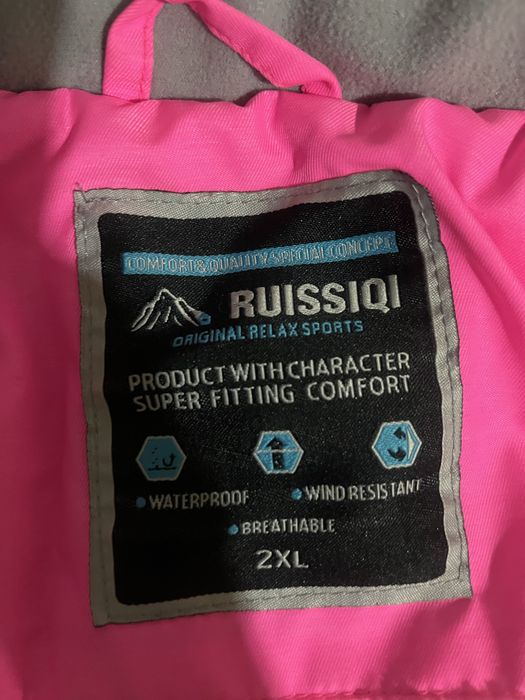 COMFORT&QUALITY SPECIAL CONCEPT
RUISSIQI
ORIGINAL RELAX SPORTS
PRODUCT WITH CHARACTER
SUPER FITTING COMFORT
• WATERPROOF • WIND RESISTANT
• BREATHABLE
2XL